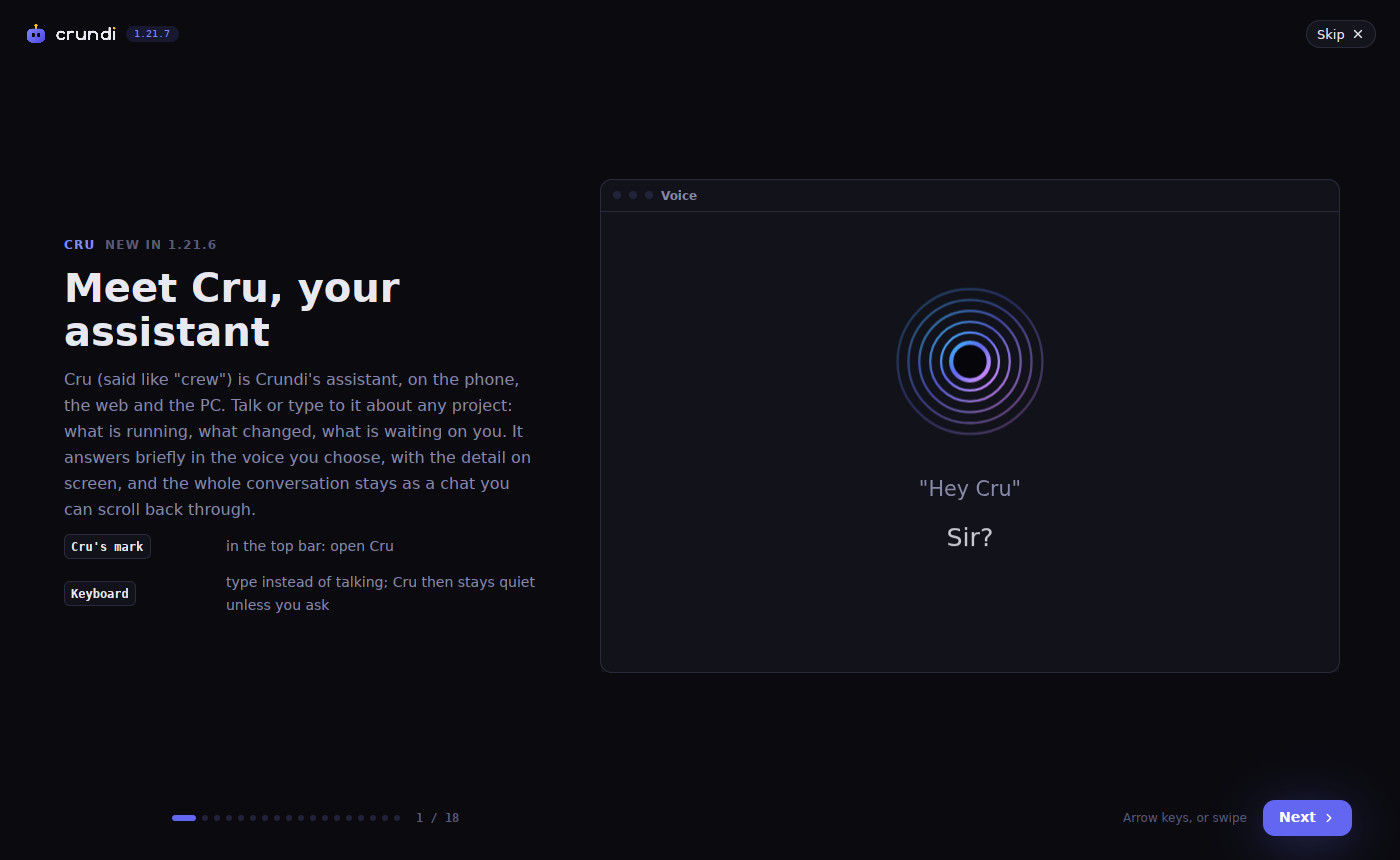 crundi 1.21.7
Skip
CRU NEW IN 1.21.6
Meet Cru, your
assistant
Cru (said like "crew") is Crundi's assistant, on the phone,
the web and the PC. Talk or type to it about any project:
what is running, what changed, what is waiting on you. It
answers briefly in the voice you choose, with the detail on
screen, and the whole conversation stays as a chat you
can scroll back through.
Cru's mark in the top bar: open Cru
Keyboard type instead of talking; Cru then stays quiet
unless you ask
Voice
"Hey Cru"
Sir?
1 / 18
Arrow keys, or swipe
Next